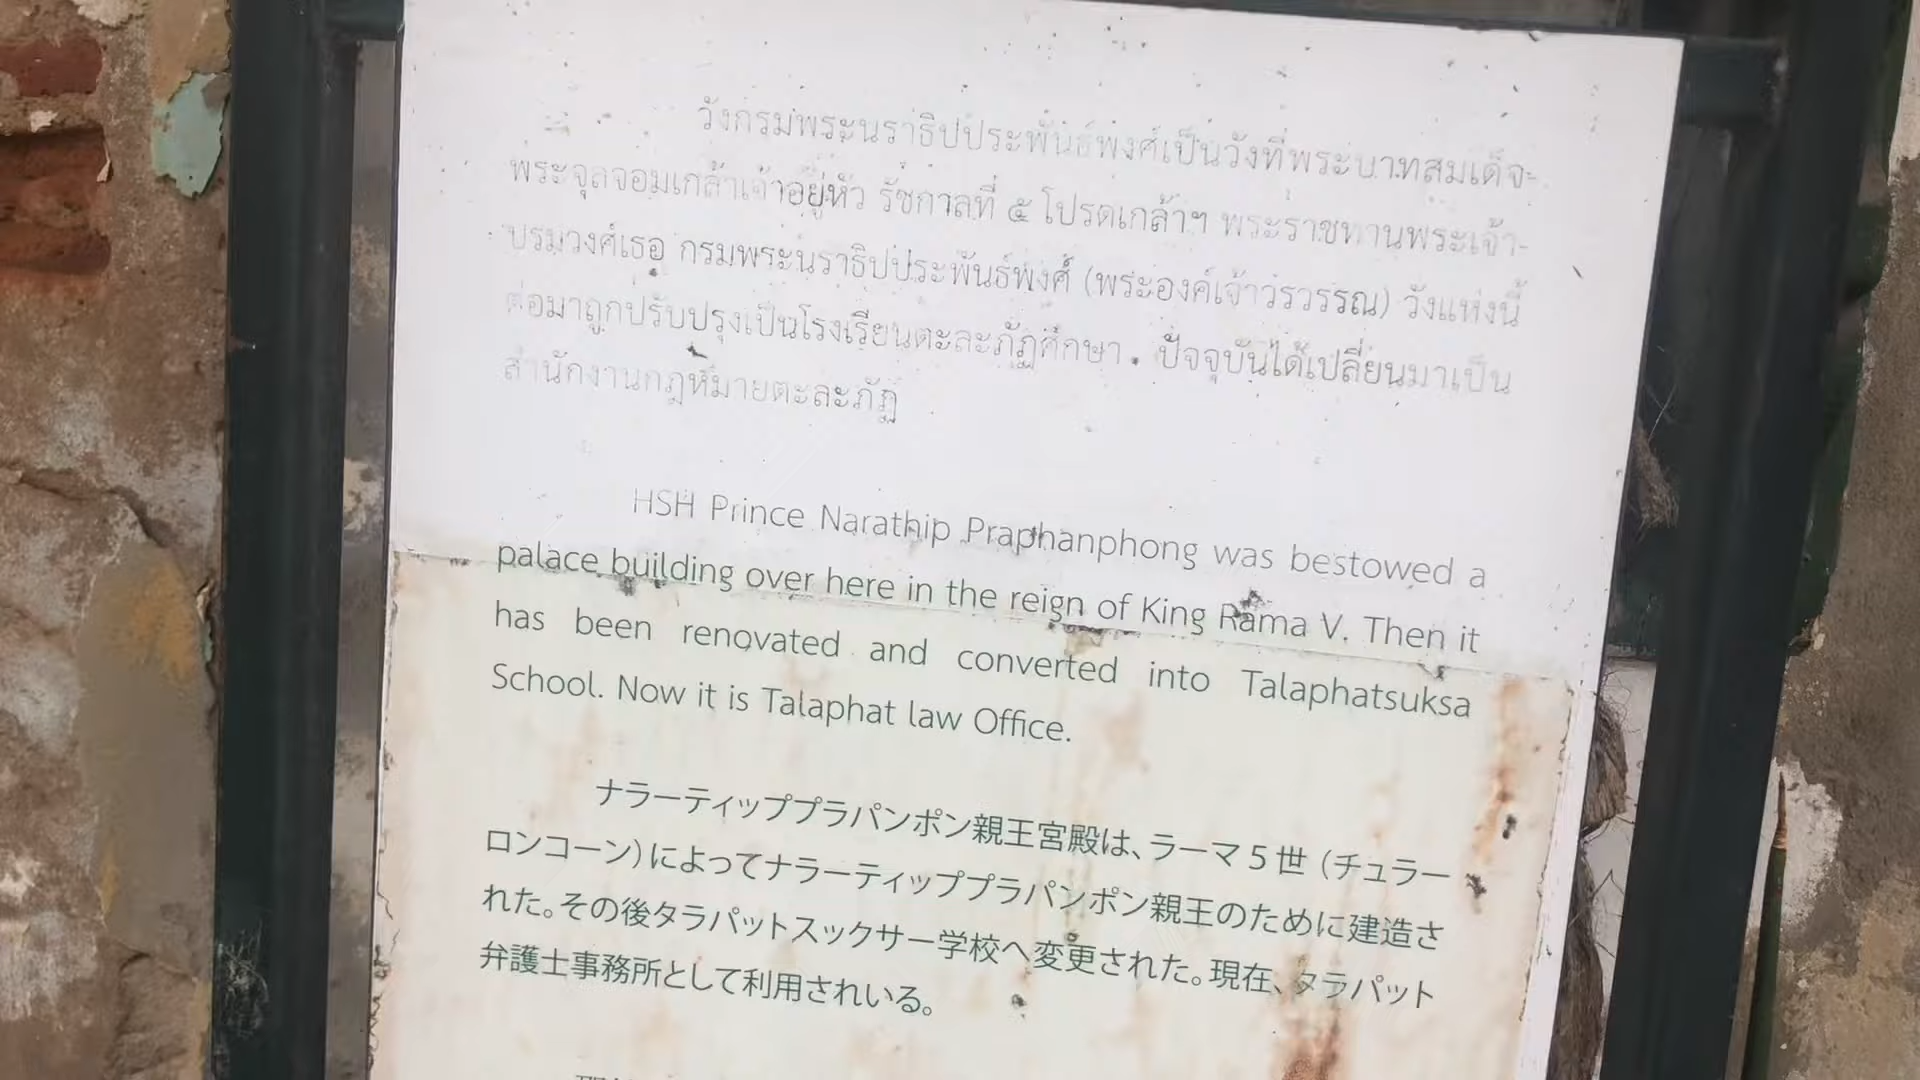 วังกรมพระนราธิปประพันธ์พงศ์เป็นวังที่พระบาทสมเด็จ-
พระจุลจอมเกล้าเจ้าอยู่หัว รัชกาลที่ ๕ โปรดเกล้าฯ พระราชทานพระเจ้า-
บรมวงศ์เธอ กรมพระนราธิปประพันธ์พงศ์ (พระองค์เจ้าวรวรรณ) วังแห่งนี้
ต่อมาถูกปรับปรุงเป็นโรงเรียนตะละภัฏศึกษา ปัจจุบันได้เปลี่ยนมาเป็น
สำนักงานกฎหมายตะละภัฏ
HSH Prince Narathip Praphanphong was bestowed a
palace building over here in the reign of King Rama V. Then it
has been renovated and converted into Talaphatsuksa
School. Now it is Talaphat law Office.
ナラーティッププラパンポン親王宮殿は、ラーマ5世（チュラー
ロンコーン）によってナラーティッププラパンポン親王のために建造さ
れた。その後タラパットスックサー学校へ変更された。現在、タラパット
弁護士事務所として利用されいる。